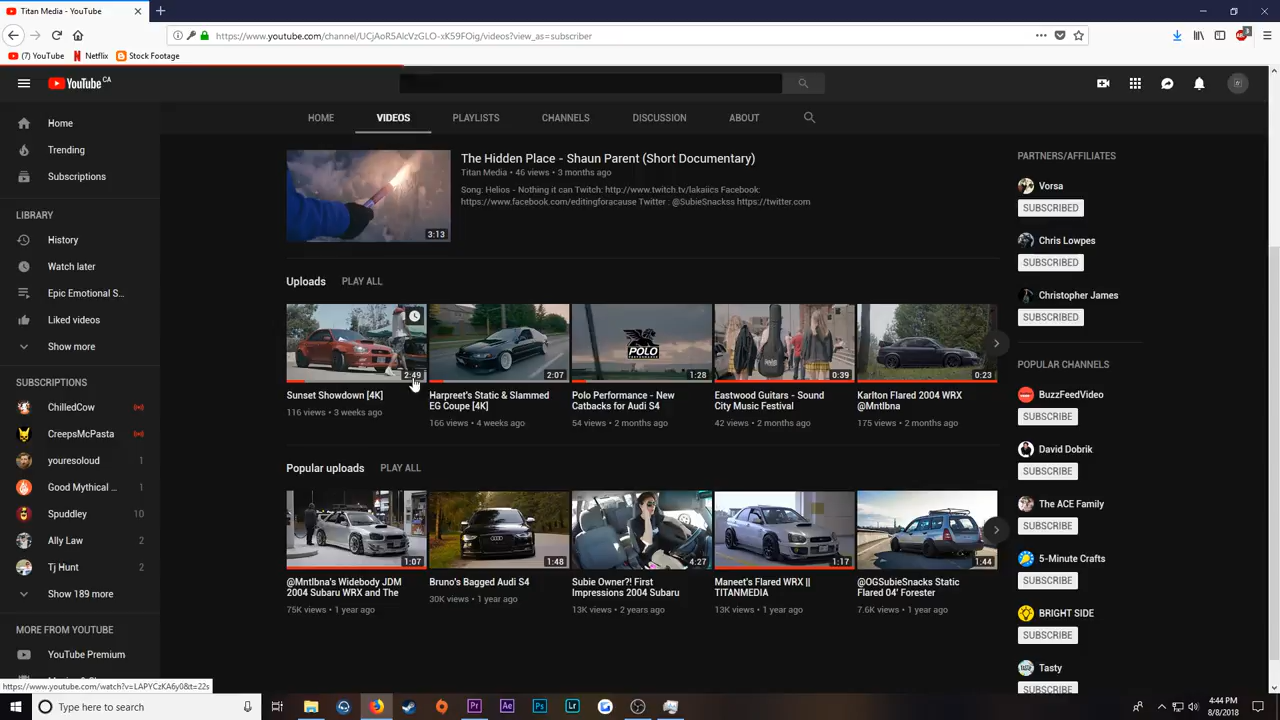 Titan Media - YouTube
https://www.youtube.com/channel/UCjAoR5AlcVzGLO-xK59FOig/videos?view_as=subscriber
(7) YouTube Netflix Stock Footage
YouTube CA
HOME VIDEOS PLAYLISTS CHANNELS DISCUSSION ABOUT
Home
Trending
Subscriptions
LIBRARY
History
Watch later
Epic Emotional S...
Liked videos
Show more
SUBSCRIPTIONS
ChilledCow
CreepsMcPasta
youresoloud 1
Good Mythical ... 1
Spuddley 10
Ally Law 2
Tj Hunt 2
Show 189 more
MORE FROM YOUTUBE
YouTube Premium
The Hidden Place - Shaun Parent (Short Documentary)
Titan Media • 46 views • 3 months ago
Song: Helios - Nothing it can Twitch: http://www.twitch.tv/lakaiics Facebook:
https://www.facebook.com/editingforacause Twitter : @SubieSnackss https://twitter.com
3:13
Uploads PLAY ALL
2:49
Sunset Showdown [4K]
116 views • 3 weeks ago
2:07
Harpreet's Static & Slammed
EG Coupe [4K]
166 views • 4 weeks ago
POLO
1:28
Polo Performance - New
Catbacks for Audi S4
54 views • 2 months ago
0:39
Eastwood Guitars - Sound
City Music Festival
42 views • 2 months ago
0:23
Karlton Flared 2004 WRX
@MntIbna
175 views • 2 months ago
Popular uploads PLAY ALL
1:07
@MntIbna's Widebody JDM
2004 Subaru WRX and The
75K views • 1 year ago
1:48
Bruno's Bagged Audi S4
30K views • 1 year ago
4:27
Subie Owner?! First
Impressions 2004 Subaru
13K views • 2 years ago
1:17
Maneet's Flared WRX ||
TITANMEDIA
13K views • 1 year ago
1:44
@OGSubieSnacks Static
Flared 04' Forester
7.6K views • 1 year ago
PARTNERS/AFFILIATES
Vorsa
SUBSCRIBED
Chris Lowpes
SUBSCRIBED
Christopher James
SUBSCRIBED
POPULAR CHANNELS
BuzzFeedVideo
SUBSCRIBE
David Dobrik
SUBSCRIBE
The ACE Family
SUBSCRIBE
5-Minute Crafts
SUBSCRIBE
BRIGHT SIDE
SUBSCRIBE
Tasty
SUBSCRIBE
https://www.youtube.com/watch?v=LAPYCzKA6y0&t=22s
Type here to search
Pr Ae Ps Lr
4:44 PM
8/8/2018